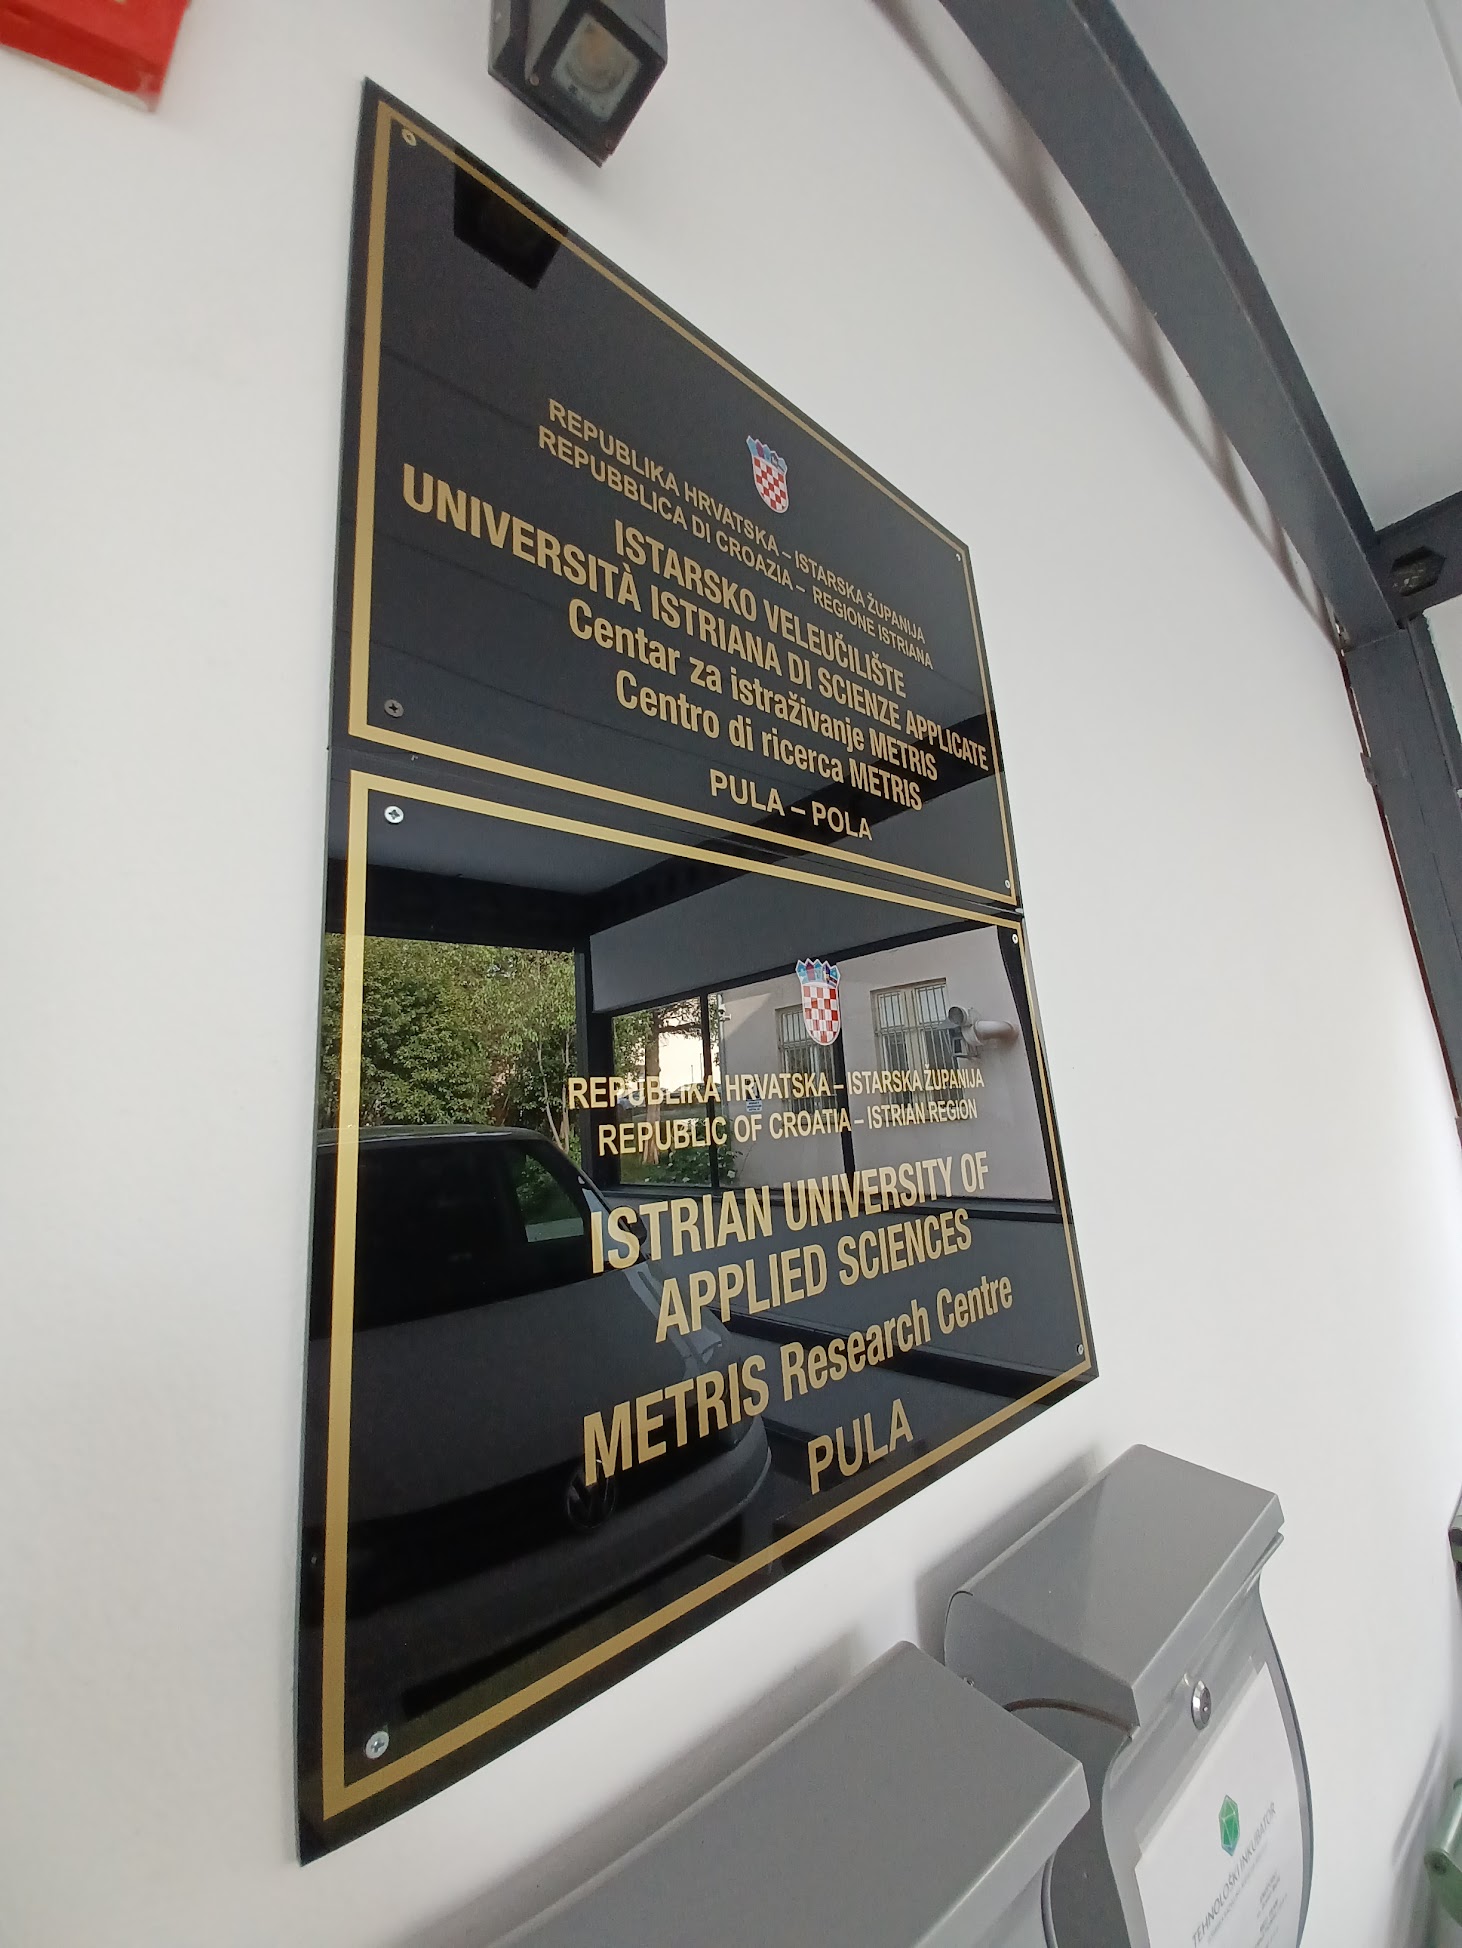 REPUBLIKA HRVATSKA – ISTARSKA ŽUPANIJA
REPUBBLICA DI CROAZIA – REGIONE ISTRIANA
ISTARSKO VELEUČILIŠTE
UNIVERSITÀ ISTRIANA DI SCIENZE APPLICATE
Centar za istraživanje METRIS
Centro di ricerca METRIS
PULA – POLA
REPUBLIKA HRVATSKA – ISTARSKA ŽUPANIJA
REPUBLIC OF CROATIA – ISTRIAN REGION
ISTRIAN UNIVERSITY OF
APPLIED SCIENCES
METRIS Research Centre
PULA
TEHNOLOŠKI INKUBATOR